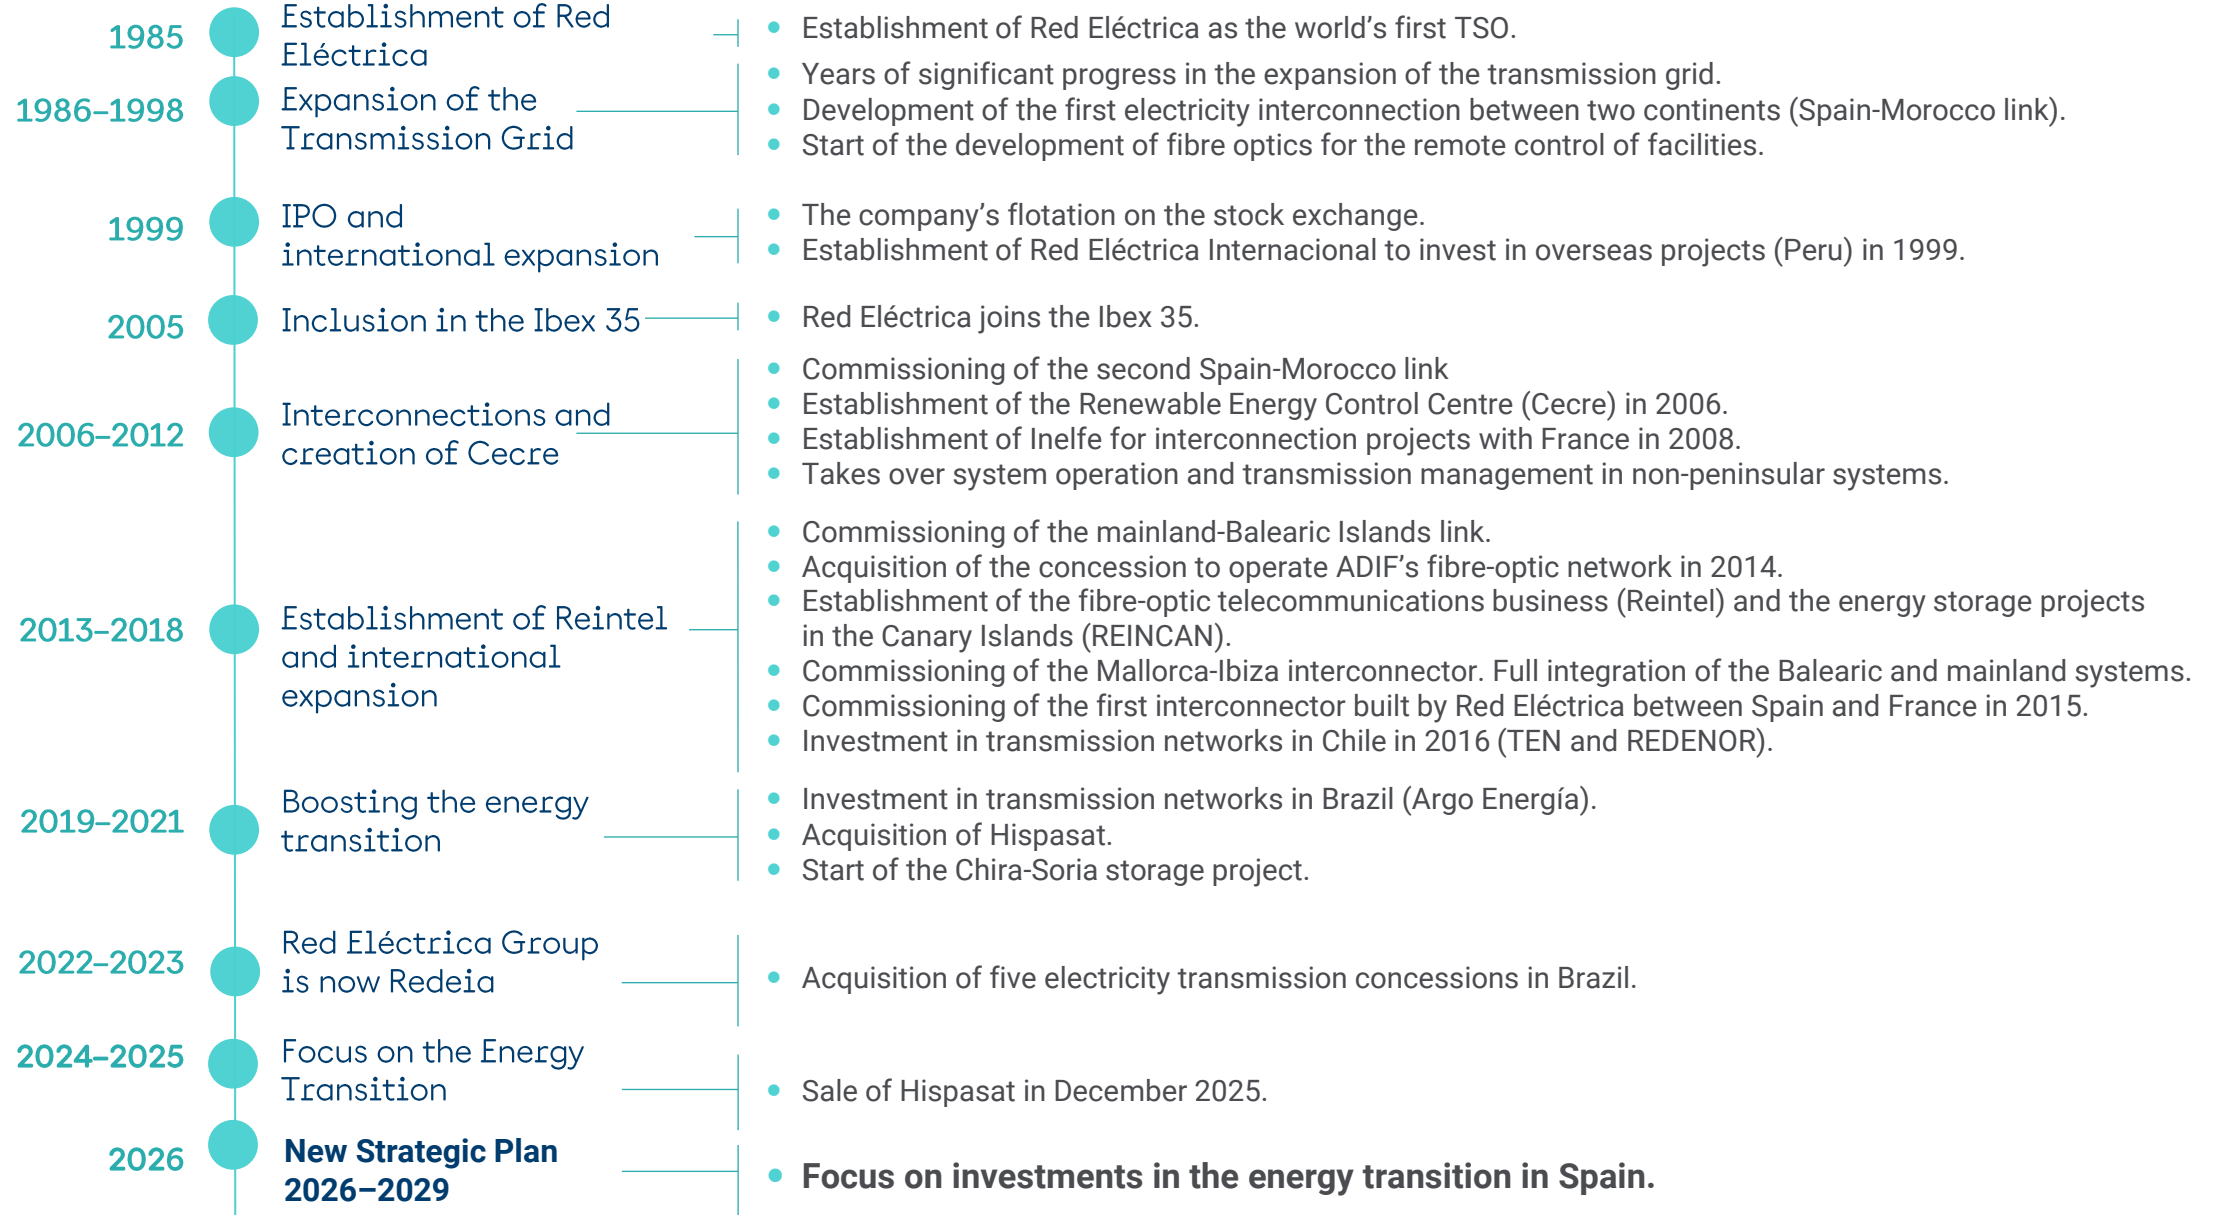 1985
Establishment of Red
Eléctrica
Establishment of Red Eléctrica as the world's first TSO.
1986–1998
Expansion of the
Transmission Grid
Years of significant progress in the expansion of the transmission grid.
Development of the first electricity interconnection between two continents (Spain-Morocco link).
Start of the development of fibre optics for the remote control of facilities.
1999
IPO and
international expansion
The company's flotation on the stock exchange.
Establishment of Red Eléctrica Internacional to invest in overseas projects (Peru) in 1999.
2005
Inclusion in the Ibex 35
Red Eléctrica joins the Ibex 35.
2006–2012
Interconnections and
creation of Cecre
Commissioning of the second Spain-Morocco link
Establishment of the Renewable Energy Control Centre (Cecre) in 2006.
Establishment of Inelfe for interconnection projects with France in 2008.
Takes over system operation and transmission management in non-peninsular systems.
2013–2018
Establishment of Reintel
and international
expansion
Commissioning of the mainland-Balearic Islands link.
Acquisition of the concession to operate ADIF's fibre-optic network in 2014.
Establishment of the fibre-optic telecommunications business (Reintel) and the energy storage projects
in the Canary Islands (REINCAN).
Commissioning of the Mallorca-Ibiza interconnector. Full integration of the Balearic and mainland systems.
Commissioning of the first interconnector built by Red Eléctrica between Spain and France in 2015.
Investment in transmission networks in Chile in 2016 (TEN and REDENOR).
2019–2021
Boosting the energy
transition
Investment in transmission networks in Brazil (Argo Energía).
Acquisition of Hispasat.
Start of the Chira-Soria storage project.
2022–2023
Red Eléctrica Group
is now Redeia
Acquisition of five electricity transmission concessions in Brazil.
2024–2025
Focus on the Energy
Transition
Sale of Hispasat in December 2025.
2026
New Strategic Plan
2026–2029
Focus on investments in the energy transition in Spain.